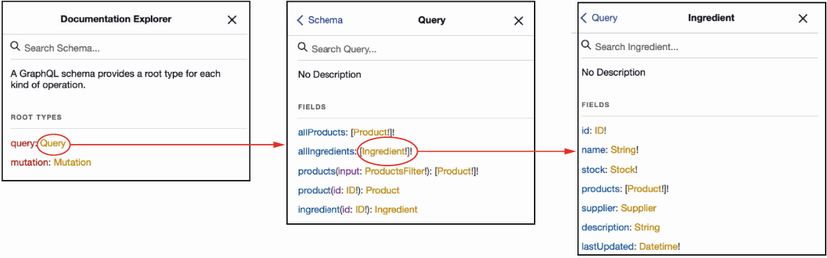 Documentation Explorer
Search Schema...
A GraphQL schema provides a root type for each
kind of operation.
ROOT TYPES
query: Query
mutation: Mutation
Schema
Query
Search Query...
No Description
FIELDS
allProducts: [Product!]!
allIngredients: [Ingredient!]!
products(input: ProductsFilter!): [Product!]!
product(id: ID!): Product
ingredient(id: ID!): Ingredient
Query
Ingredient
Search Ingredient...
No Description
FIELDS
id: ID!
name: String!
stock: Stock!
products: [Product!]!
supplier: Supplier
description: String
lastUpdated: Datetime!